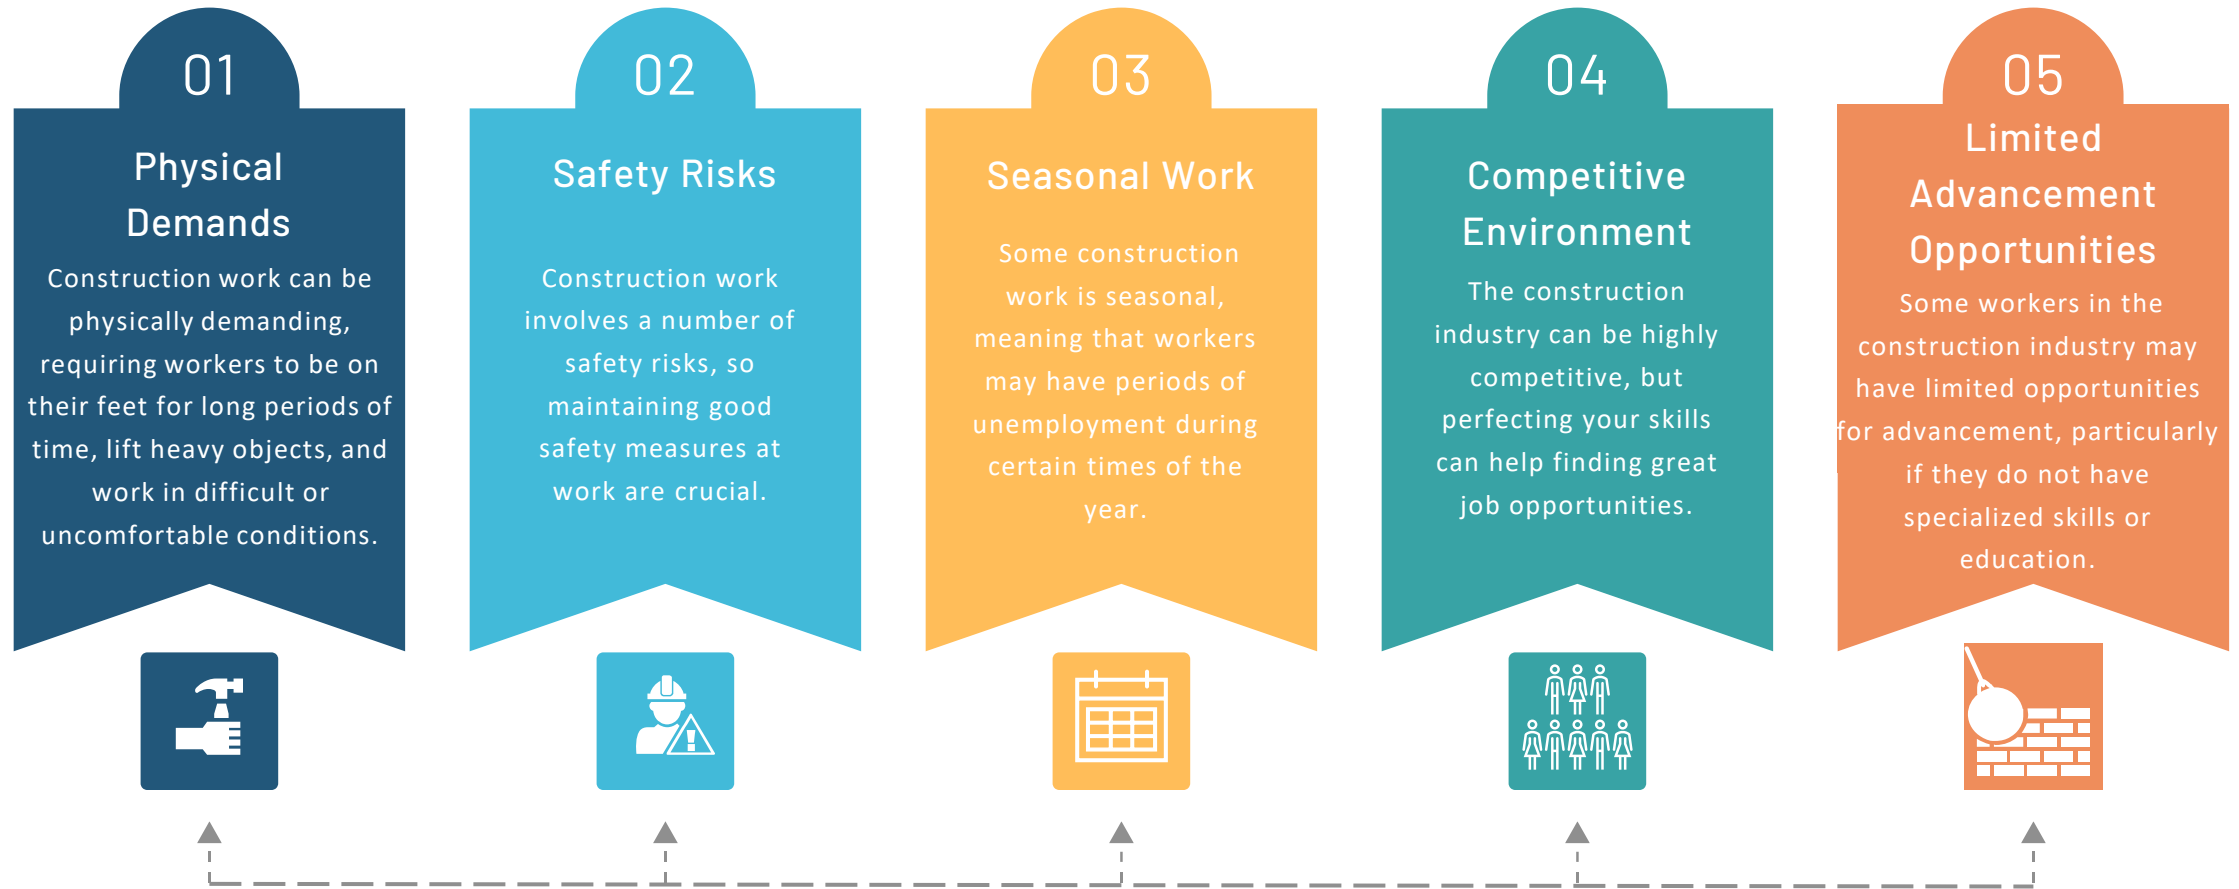 01
Physical
Demands
Construction work can be
physically demanding,
requiring workers to be on
their feet for long periods of
time, lift heavy objects, and
work in difficult or
uncomfortable conditions.
02
Safety Risks
Construction work
involves a number of
safety risks, so
maintaining good
safety measures at
work are crucial.
03
Seasonal Work
Some construction
work is seasonal,
meaning that workers
may have periods of
unemployment during
certain times of the
year.
04
Competitive
Environment
The construction
industry can be highly
competitive, but
perfecting your skills
can help finding great
job opportunities.
05
Limited
Advancement
Opportunities
Some workers in the
construction industry may
have limited opportunities
for advancement, particularly
if they do not have
specialized skills or
education.